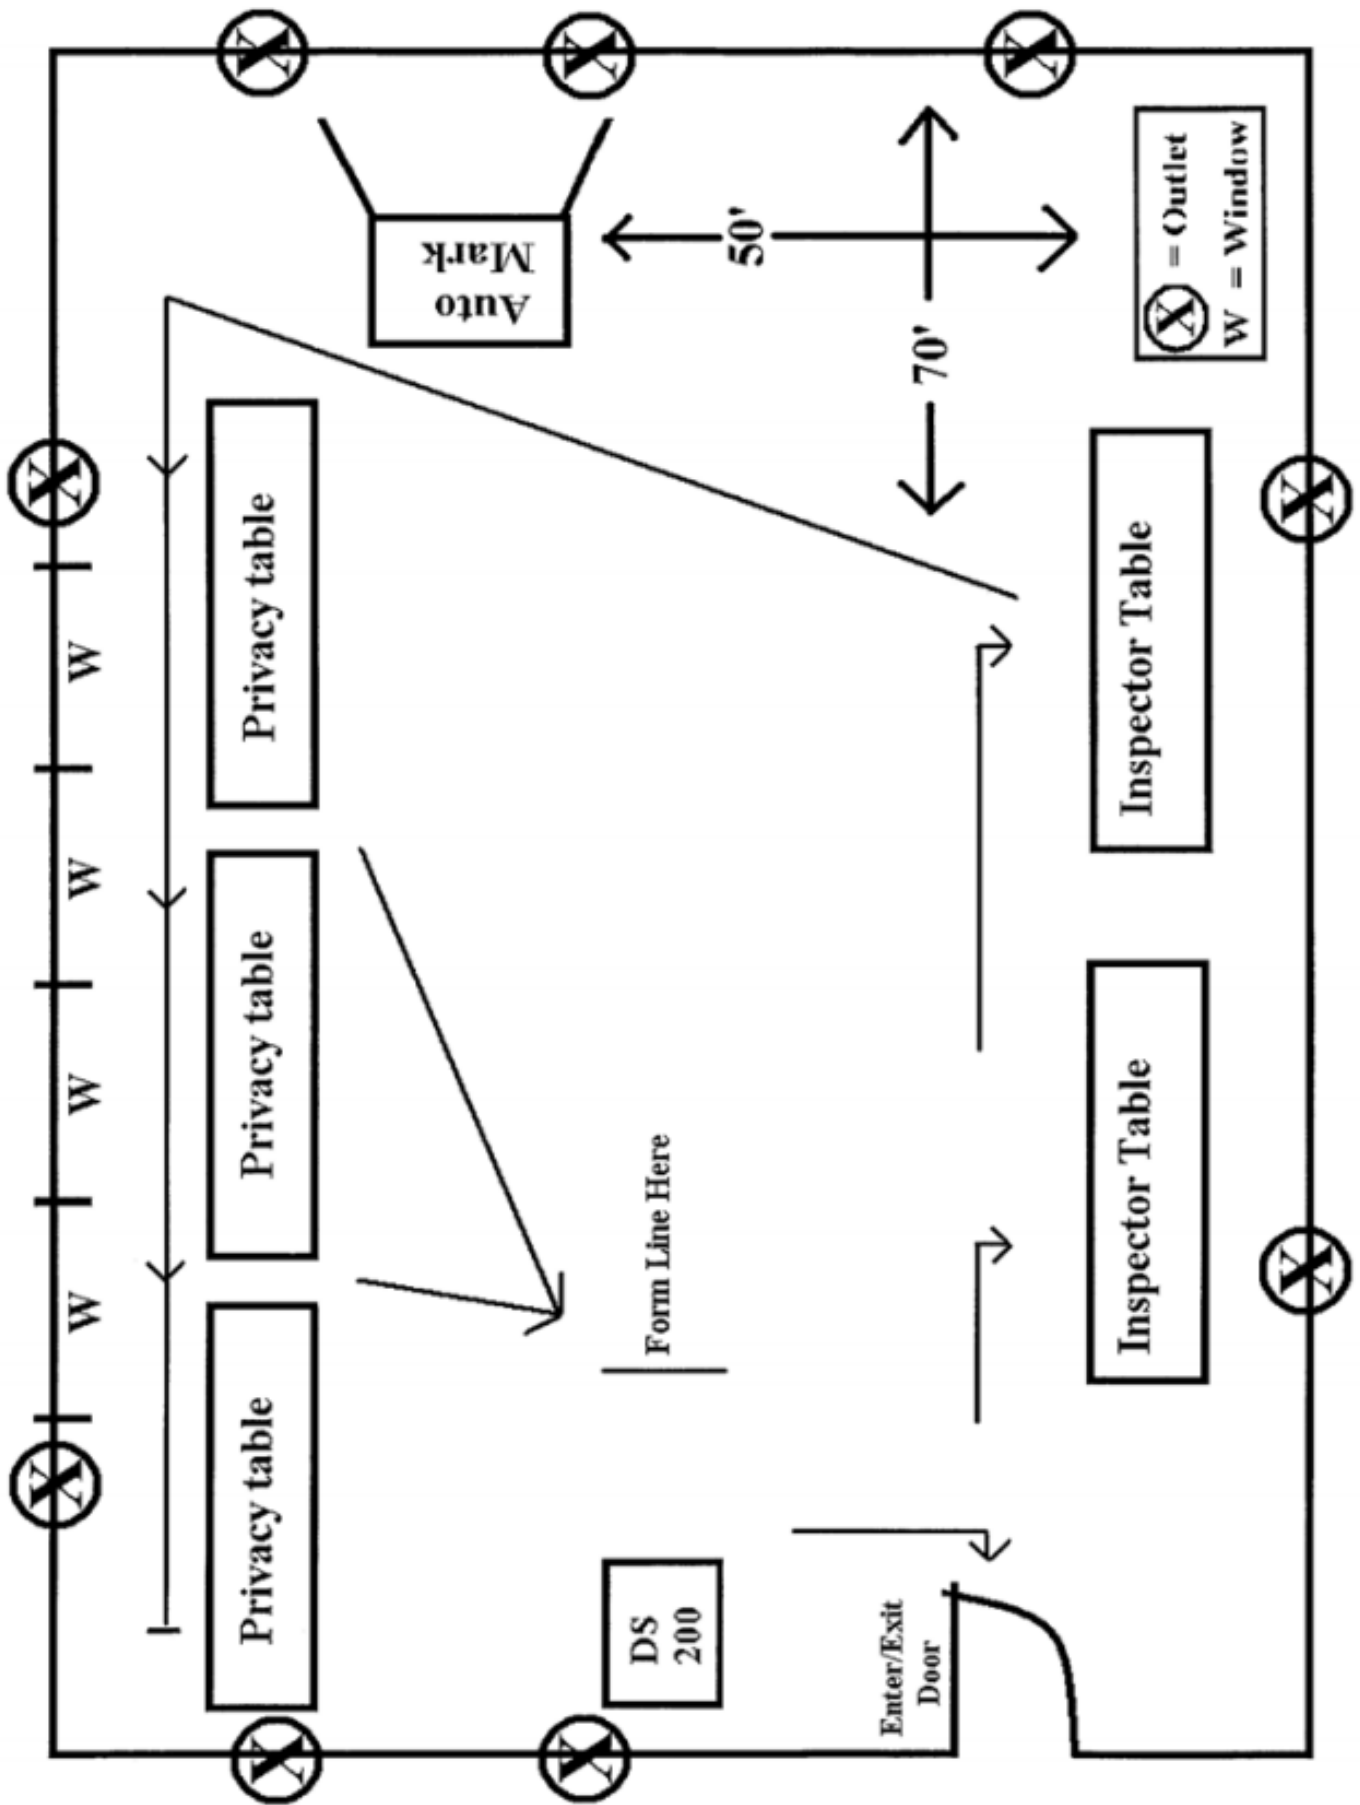 W
W
W
W
Privacy table
Privacy table
Privacy table
Auto
Mark
DS
200
Form Line Here
50'
70'
Enter/Exit
Door
Inspector Table
Inspector Table
X = Outlet
W = Window
X
X
X
X
X
X
X
X
X